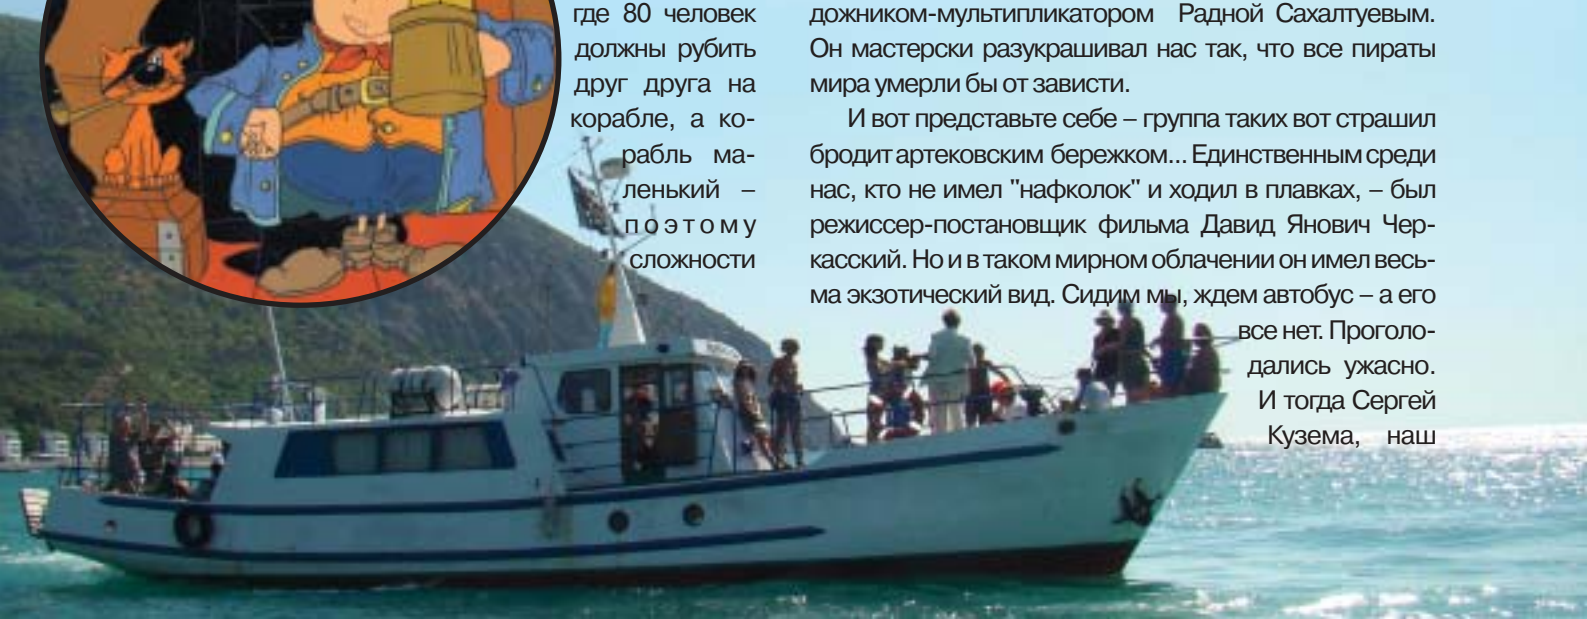 где 80 человек
должны рубить
друг друга на
корабле, а ко-
рабль ма-
ленький –
поэтому
сложности
дожником-мультипликатором Радной Сахалтуевым.
Он мастерски разукрашивал нас так, что все пираты
мира умерли бы от зависти.
И вот представьте себе – группа таких вот страшил
бродит артековским бережком... Единственным среди
нас, кто не имел "нафколок" и ходил в плавках, – был
режиссер-постановщик фильма Давид Янович Чер-
касский. Но и в таком мирном облачении он имел весь-
ма экзотический вид. Сидим мы, ждем автобус – а его
все нет. Проголо-
дались ужасно.
И тогда Сергей
Кузема, наш